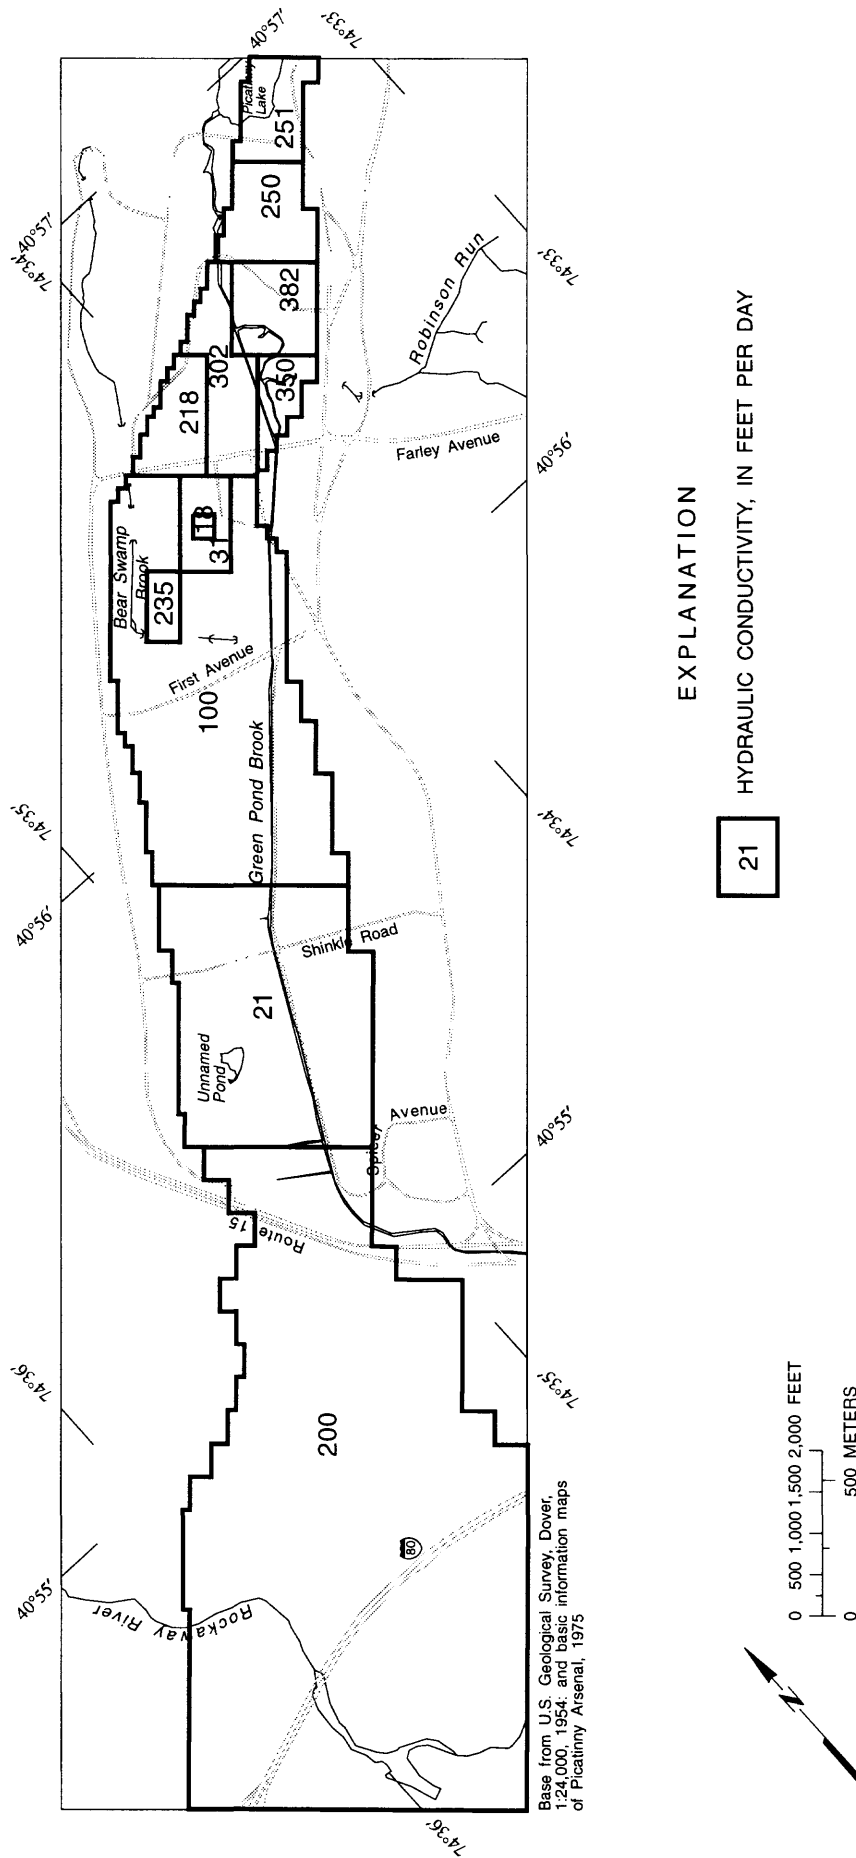 40°57'
74°33'
Picatinny
Lake
251
250
40°57'
74°34'
382
302
350
218
Robinson Run
74°33'
Farley Avenue
40°56'
18
31
Bear Swamp
Brook
235
First Avenue
100
Green Pond Brook
74°35'
40°56'
74°34'
Shinkle Road
21
Unnamed
Pond
Spicer Avenue
40°55'
Route 15
74°36'
74°35'
200
80
40°55'
Rockaway River
74°36'
Base from U.S. Geological Survey, Dover,
1:24,000, 1954: and basic information maps
of Picatinny Arsenal, 1975
EXPLANATION
21
HYDRAULIC CONDUCTIVITY, IN FEET PER DAY
0 500 1,000 1,500 2,000 FEET
0 500 METERS
N